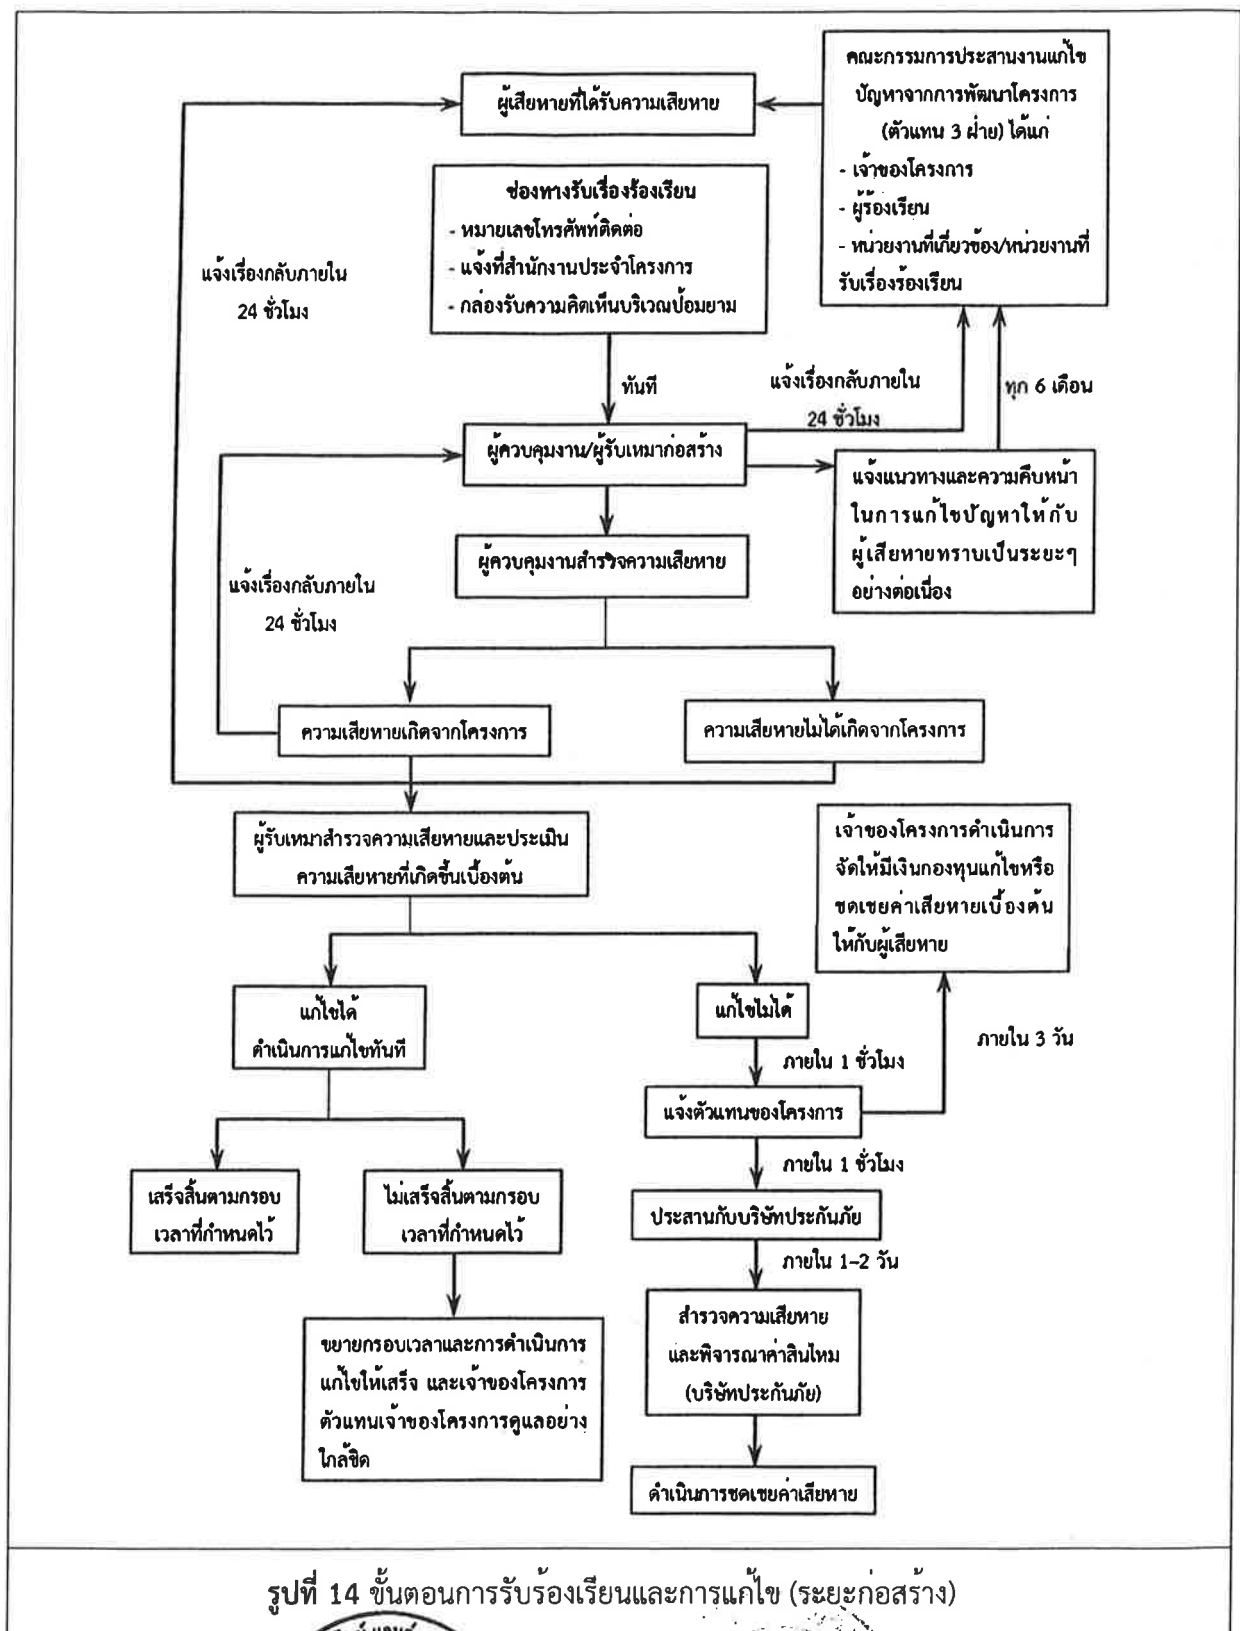 ผู้เสียหายที่ได้รับความเสียหาย
คณะกรรมการประสานงานแก้ไข
ปัญหาจากการพัฒนาโครงการ
(ตัวแทน 3 ฝ่าย) ได้แก่
- เจ้าของโครงการ
- ผู้ร้องเรียน
- หน่วยงานที่เกี่ยวข้อง/หน่วยงานที่
รับเรื่องร้องเรียน
ช่องทางรับเรื่องร้องเรียน
- หมายเลขโทรศัพท์ติดต่อ
- แจ้งที่สำนักงานประจำโครงการ
- กล่องรับความคิดเห็นบริเวณป้อมยาม
แจ้งเรื่องกลับภายใน
24 ชั่วโมง
ทันที
แจ้งเรื่องกลับภายใน
24 ชั่วโมง
ทุก 6 เดือน
ผู้ควบคุมงาน/ผู้รับเหมาก่อสร้าง
แจ้งแนวทางและความคืบหน้า
ในการแก้ไขปัญหาให้กับ
ผู้เสียหายทราบเป็นระยะๆ
อย่างต่อเนื่อง
ผู้ควบคุมงานสำรวจความเสียหาย
แจ้งเรื่องกลับภายใน
24 ชั่วโมง
ความเสียหายเกิดจากโครงการ
ความเสียหายไม่ได้เกิดจากโครงการ
ผู้รับเหมาสำรวจความเสียหายและประเมิน
ความเสียหายที่เกิดขึ้นเบื้องต้น
เจ้าของโครงการดำเนินการ
จัดให้มีเงินกองทุนแก้ไขหรือ
ชดเชยค่าเสียหายเบื้องต้น
ให้กับผู้เสียหาย
แก้ไขได้
ดำเนินการแก้ไขทันที
แก้ไขไม่ได้
ภายใน 3 วัน
ภายใน 1 ชั่วโมง
แจ้งตัวแทนของโครงการ
ภายใน 1 ชั่วโมง
เสร็จสิ้นตามกรอบ
เวลาที่กำหนดไว้
ไม่เสร็จสิ้นตามกรอบ
เวลาที่กำหนดไว้
ประสานกับบริษัทประกันภัย
ภายใน 1-2 วัน
ขยายกรอบเวลาและการดำเนินการ
แก้ไขให้เสร็จ และเจ้าของโครงการ
ตัวแทนเจ้าของโครงการดูแลอย่าง
ใกล้ชิด
สำรวจความเสียหาย
และพิจารณาค่าสินไหม
(บริษัทประกันภัย)
ดำเนินการชดเชยค่าเสียหาย
รูปที่ 14 ขั้นตอนการรับร้องเรียนและการแก้ไข (ระยะก่อสร้าง)